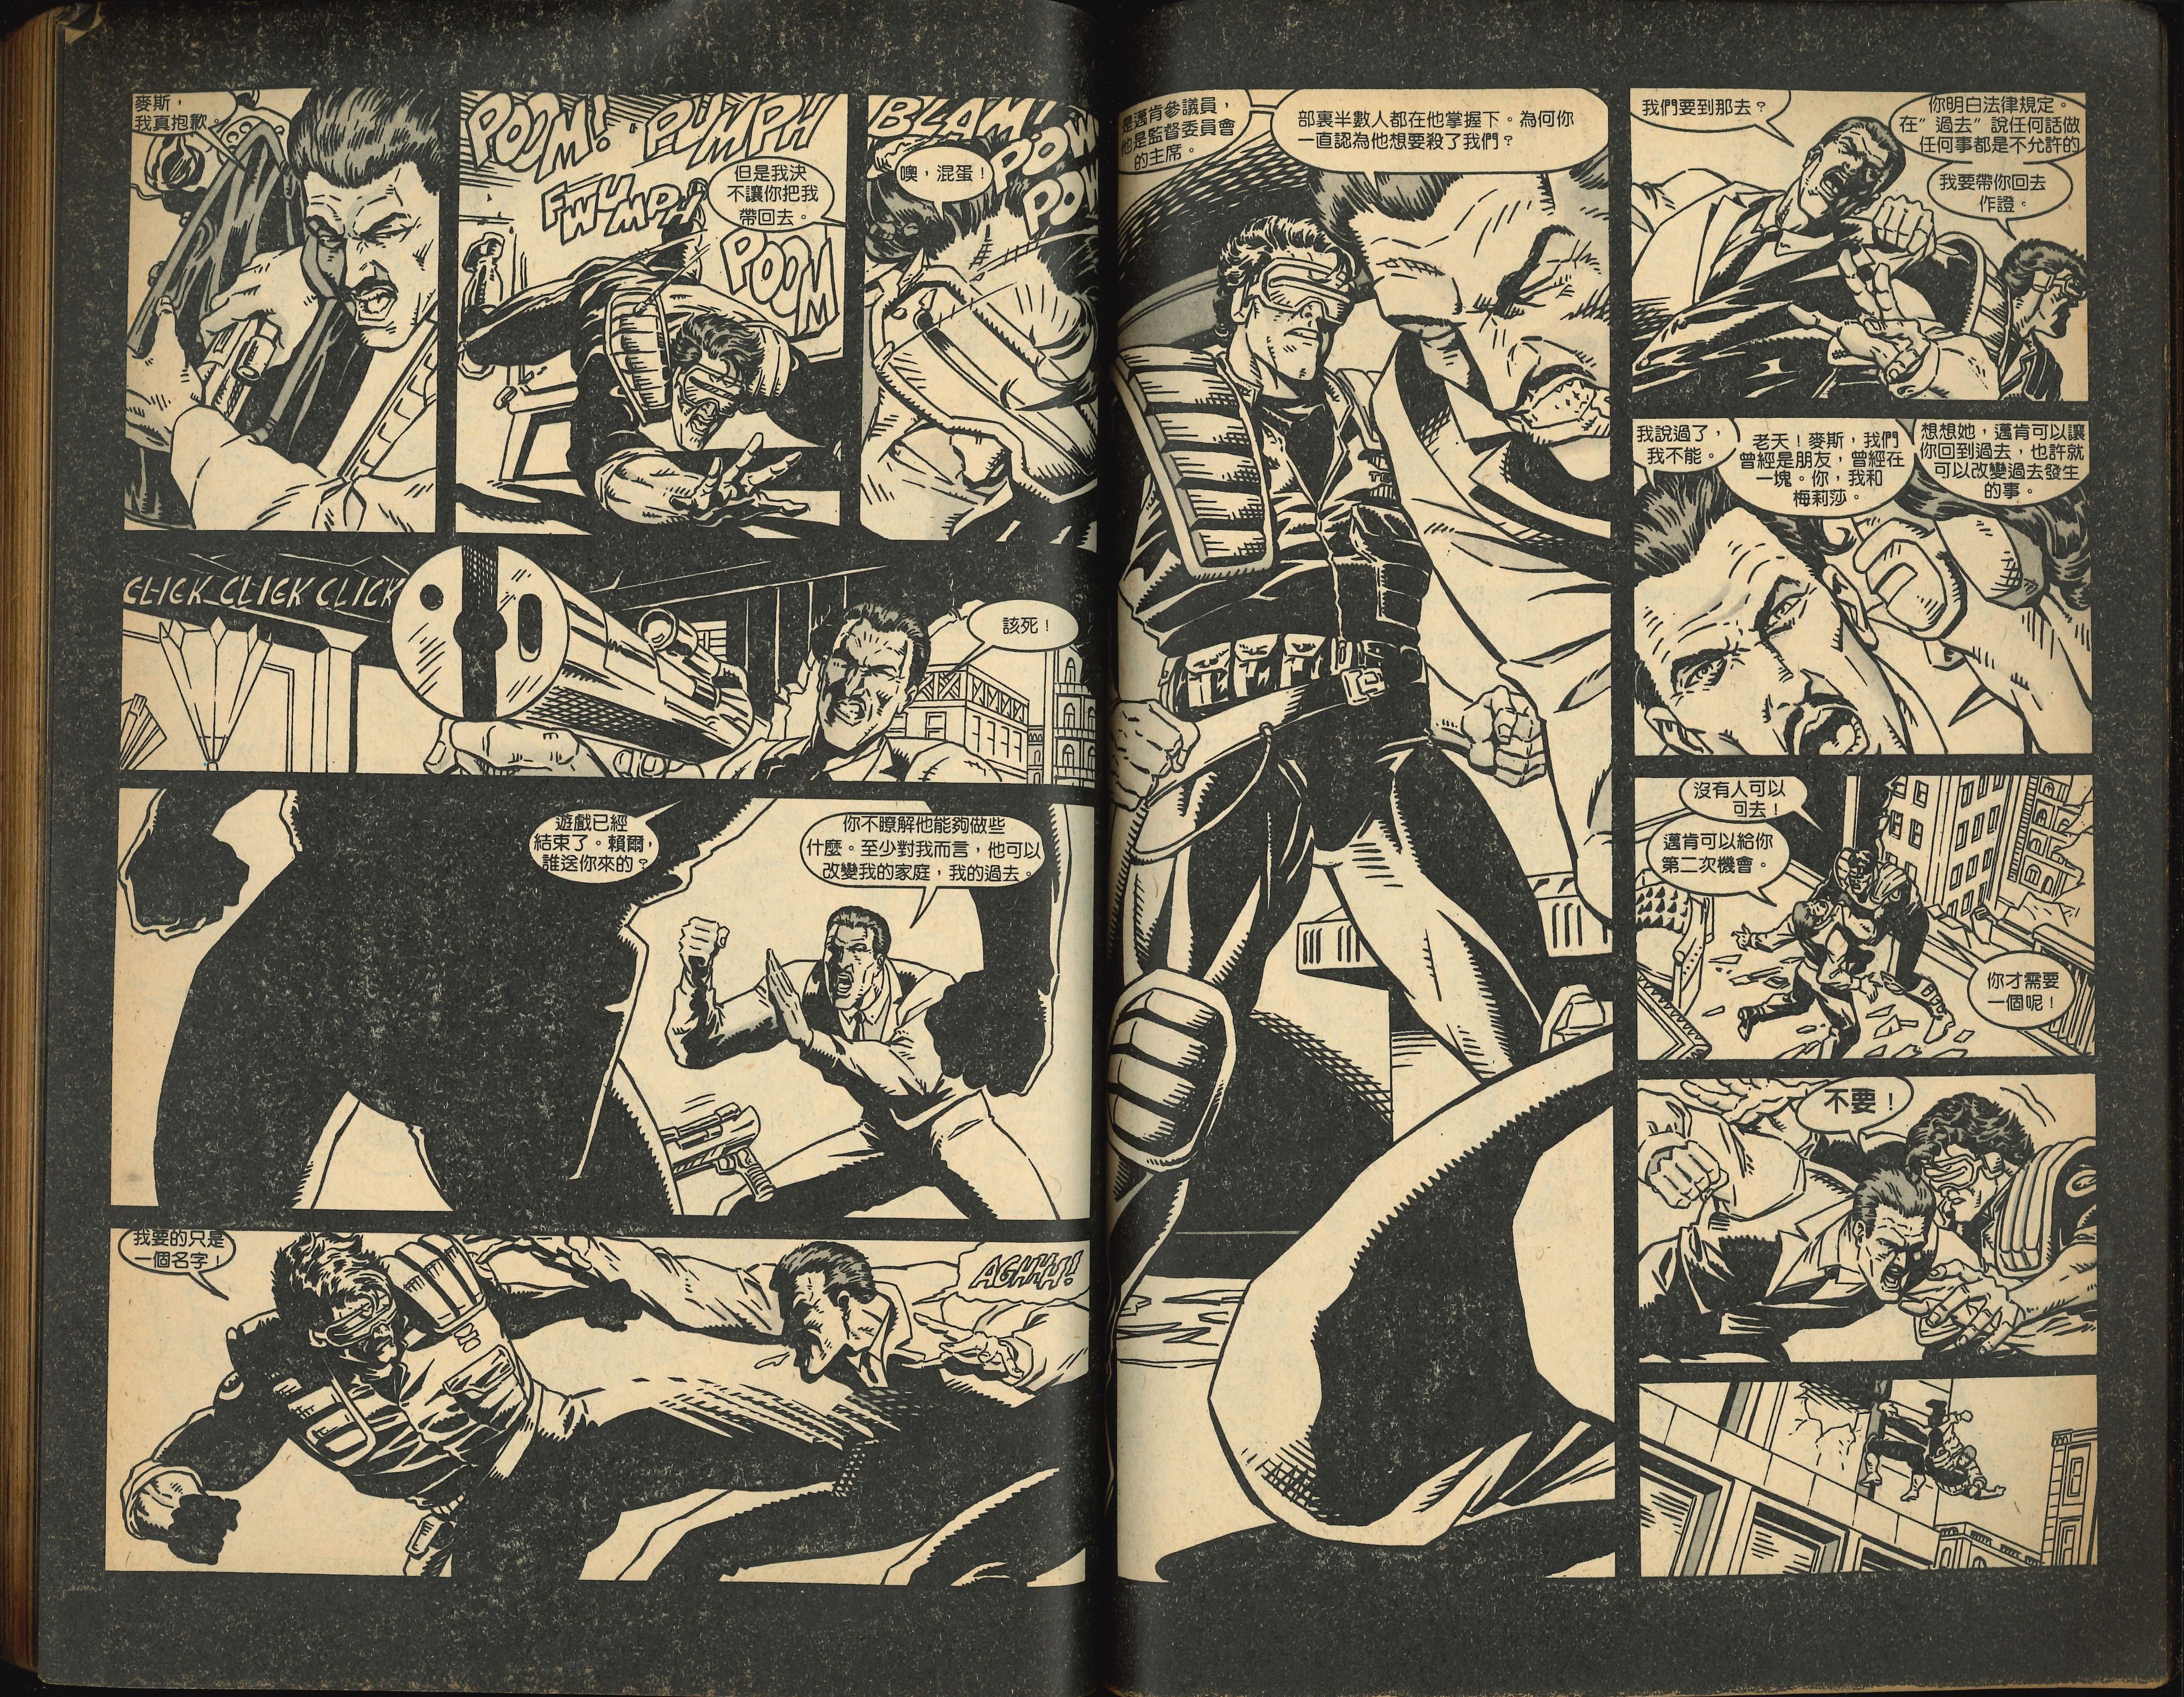 麥斯，
我真抱歉。
POOM! PUMPH
FWUMPH
但是我決
不讓你把我
帶回去。
POOM
BLAM!
POW
POW
噢，混蛋！
CLICK CLICK CLICK
該死！
遊戲已經
結束了。賴爾，
誰送你來的？
你不瞭解他能夠做些
什麼。至少對我而言，他可以
改變我的家庭，我的過去。
我要的只是
一個名字！
AGHHH!
是邁肯參議員，
他是監督委員會
的主席。
部裏半數人都在他掌握下。為何你
一直認為他想要殺了我們？
我們要到那去？
你明白法律規定。
在”過去”說任何話做
任何事都是不允許的
我要帶你回去
作證。
我說過了，
我不能。
老天！麥斯，我們
曾經是朋友，曾經在
一塊。你，我和
梅莉莎。
想想她，邁肯可以讓
你回到過去，也許就
可以改變過去發生
的事。
沒有人可以
回去！
邁肯可以給你
第二次機會。
你才需要
一個呢！
不要！